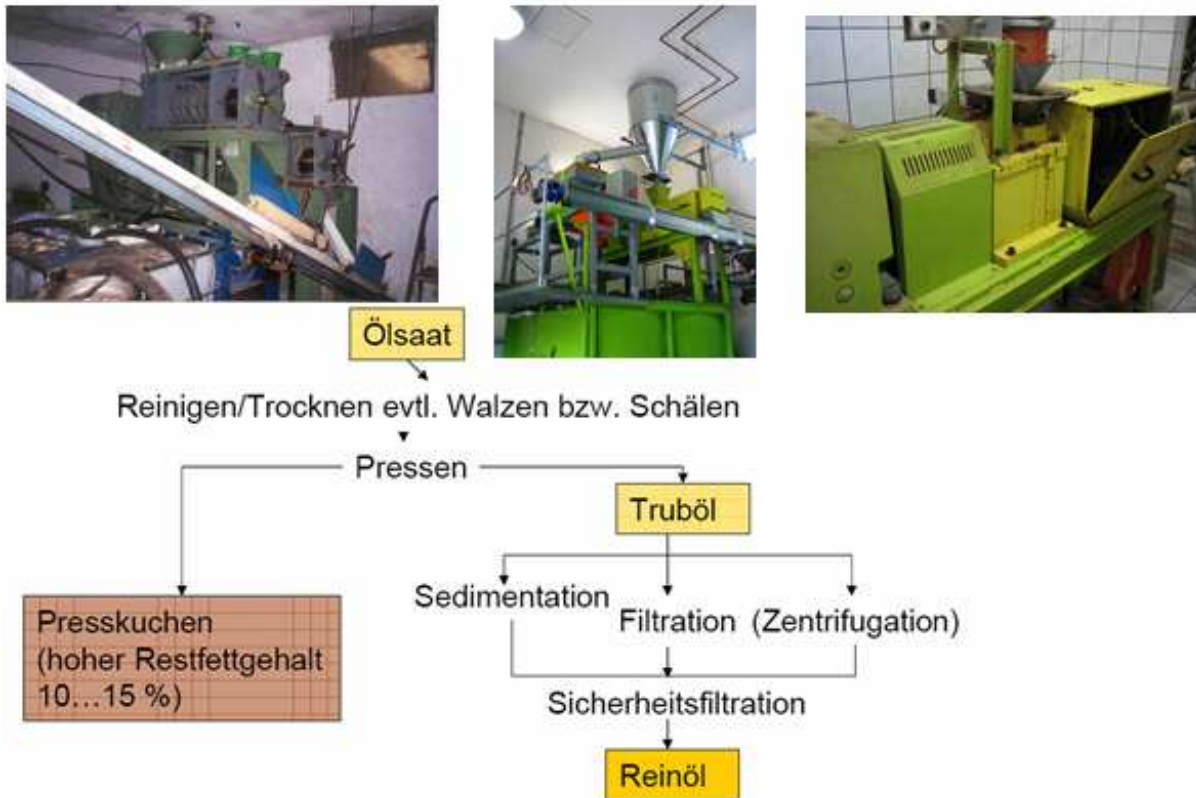 Ölsaat
Reinigen/Trocknen evtl. Walzen bzw. Schälen
Pressen
Truböl
Sedimentation
Filtration (Zentrifugation)
Presskuchen
(hoher Restfettgehalt
10...15 %)
Sicherheitsfiltration
Reinöl